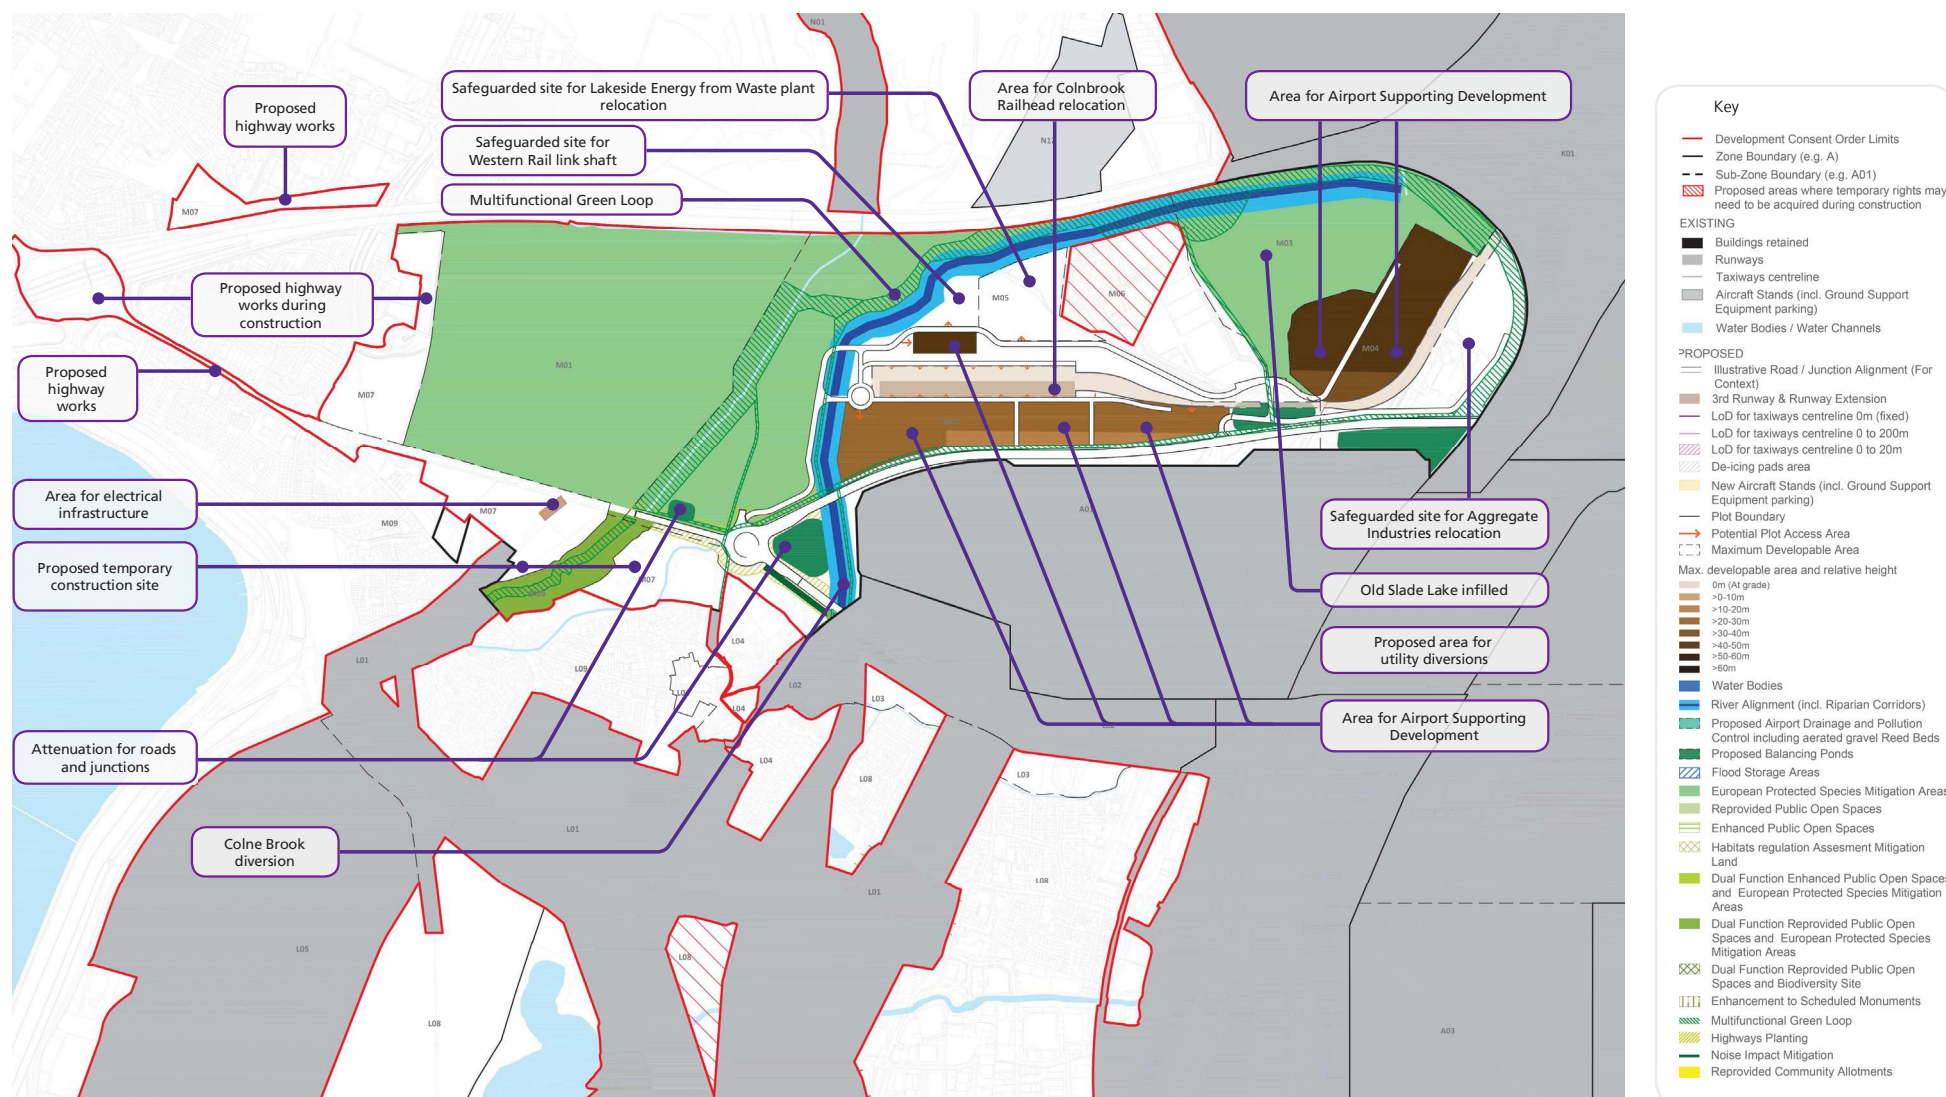 Proposed
highway works
Safeguarded site for Lakeside Energy from Waste plant
relocation
Safeguarded site for
Western Rail link shaft
Multifunctional Green Loop
Area for Colnbrook
Railhead relocation
Area for Airport Supporting Development
Proposed highway
works during
construction
Proposed
highway
works
Area for electrical
infrastructure
Proposed temporary
construction site
Attenuation for roads
and junctions
Colne Brook
diversion
Safeguarded site for Aggregate
Industries relocation
Old Slade Lake infilled
Proposed area for
utility diversions
Area for Airport Supporting
Development
N01
K01
M07
M03
M05
M06
M04
M01
M07
M07
M09
M07
A01
L04
L01
L09
L02
L03
L04
L04
L03
L08
L01
L08
L01
L05
L08
L08
A03
Key
Development Consent Order Limits
Zone Boundary (e.g. A)
Sub-Zone Boundary (e.g. A01)
Proposed areas where temporary rights may
need to be acquired during construction
EXISTING
Buildings retained
Runways
Taxiways centreline
Aircraft Stands (incl. Ground Support
Equipment parking)
Water Bodies / Water Channels
PROPOSED
Illustrative Road / Junction Alignment (For
Context)
3rd Runway & Runway Extension
LoD for taxiways centreline 0m (fixed)
LoD for taxiways centreline 0 to 200m
LoD for taxiways centreline 0 to 20m
De-icing pads area
New Aircraft Stands (incl. Ground Support
Equipment parking)
Plot Boundary
Potential Plot Access Area
Maximum Developable Area
Max. developable area and relative height
0m (At grade)
>0-10m
>10-20m
>20-30m
>30-40m
>40-50m
>50-60m
>60m
Water Bodies
River Alignment (incl. Riparian Corridors)
Proposed Airport Drainage and Pollution
Control including aerated gravel Reed Beds
Proposed Balancing Ponds
Flood Storage Areas
European Protected Species Mitigation Areas
Reprovided Public Open Spaces
Enhanced Public Open Spaces
Habitats regulation Assesment Mitigation
Land
Dual Function Enhanced Public Open Spaces
and European Protected Species Mitigation
Areas
Dual Function Reprovided Public Open
Spaces and European Protected Species
Mitigation Areas
Dual Function Reprovided Public Open
Spaces and Biodiversity Site
Enhancement to Scheduled Monuments
Multifunctional Green Loop
Highways Planting
Noise Impact Mitigation
Reprovided Community Allotments